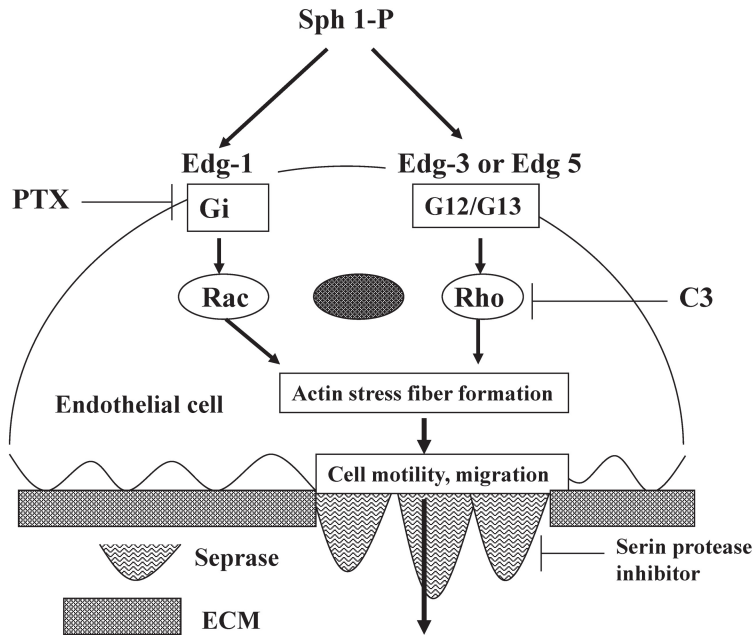 Sph 1-P
Edg-1
Edg-3 or Edg 5
PTX
Gi
G12/G13
Rac
Rho
C3
Actin stress fiber formation
Endothelial cell
Cell motility, migration
Seprase
Serin protease
inhibitor
ECM